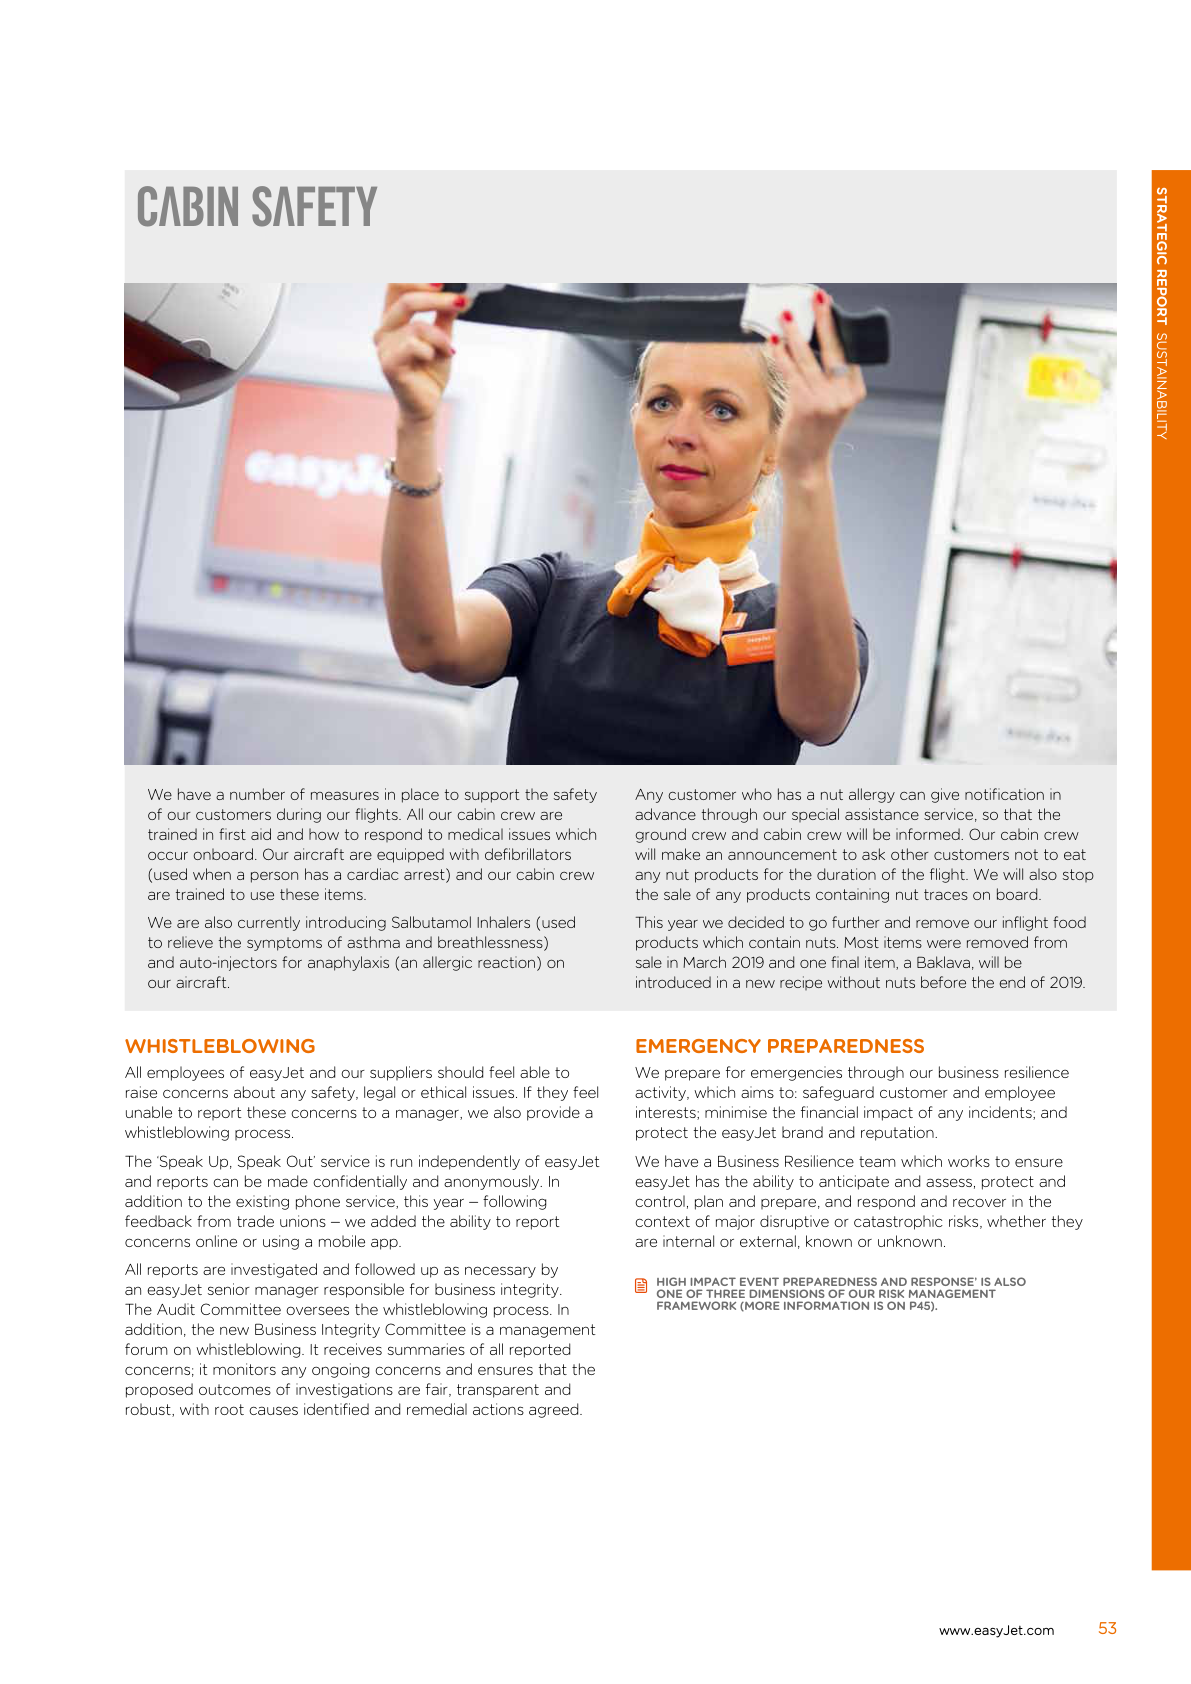 STRATEGIC REPORT SUSTAINABILITY
CABIN SAFETY
easyJe
easyJet
easyJet
easyJet
We have a number of measures in place to support the safety
of our customers during our flights. All our cabin crew are
trained in first aid and how to respond to medical issues which
occur onboard. Our aircraft are equipped with defibrillators
(used when a person has a cardiac arrest) and our cabin crew
are trained to use these items.
We are also currently introducing Salbutamol Inhalers (used
to relieve the symptoms of asthma and breathlessness)
and auto-injectors for anaphylaxis (an allergic reaction) on
our aircraft.
Any customer who has a nut allergy can give notification in
advance through our special assistance service, so that the
ground crew and cabin crew will be informed. Our cabin crew
will make an announcement to ask other customers not to eat
any nut products for the duration of the flight. We will also stop
the sale of any products containing nut traces on board.
This year we decided to go further and remove our inflight food
products which contain nuts. Most items were removed from
sale in March 2019 and one final item, a Baklava, will be
introduced in a new recipe without nuts before the end of 2019.
WHISTLEBLOWING
All employees of easyJet and our suppliers should feel able to
raise concerns about any safety, legal or ethical issues. If they feel
unable to report these concerns to a manager, we also provide a
whistleblowing process.
The ‘Speak Up, Speak Out’ service is run independently of easyJet
and reports can be made confidentially and anonymously. In
addition to the existing phone service, this year – following
feedback from trade unions – we added the ability to report
concerns online or using a mobile app.
All reports are investigated and followed up as necessary by
an easyJet senior manager responsible for business integrity.
The Audit Committee oversees the whistleblowing process. In
addition, the new Business Integrity Committee is a management
forum on whistleblowing. It receives summaries of all reported
concerns; it monitors any ongoing concerns and ensures that the
proposed outcomes of investigations are fair, transparent and
robust, with root causes identified and remedial actions agreed.
EMERGENCY PREPAREDNESS
We prepare for emergencies through our business resilience
activity, which aims to: safeguard customer and employee
interests; minimise the financial impact of any incidents; and
protect the easyJet brand and reputation.
We have a Business Resilience team which works to ensure
easyJet has the ability to anticipate and assess, protect and
control, plan and prepare, and respond and recover in the
context of major disruptive or catastrophic risks, whether they
are internal or external, known or unknown.
HIGH IMPACT EVENT PREPAREDNESS AND RESPONSE’ IS ALSO
ONE OF THREE DIMENSIONS OF OUR RISK MANAGEMENT
FRAMEWORK (MORE INFORMATION IS ON P45).
www.easyJet.com 53